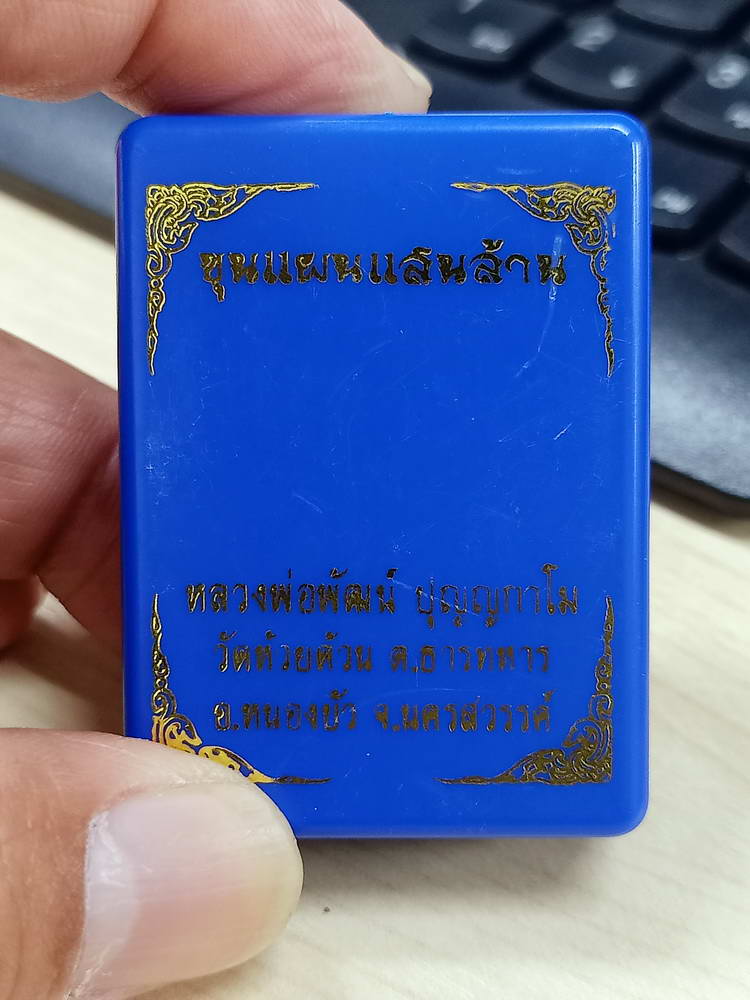 ขุนแผนแสนล้าน
หลวงพ่อพัฒน์ ปุญญกาโม
วัดห้วยด้วน ต.ธารทหาร
อ.หนองบัว จ.นครสวรรค์